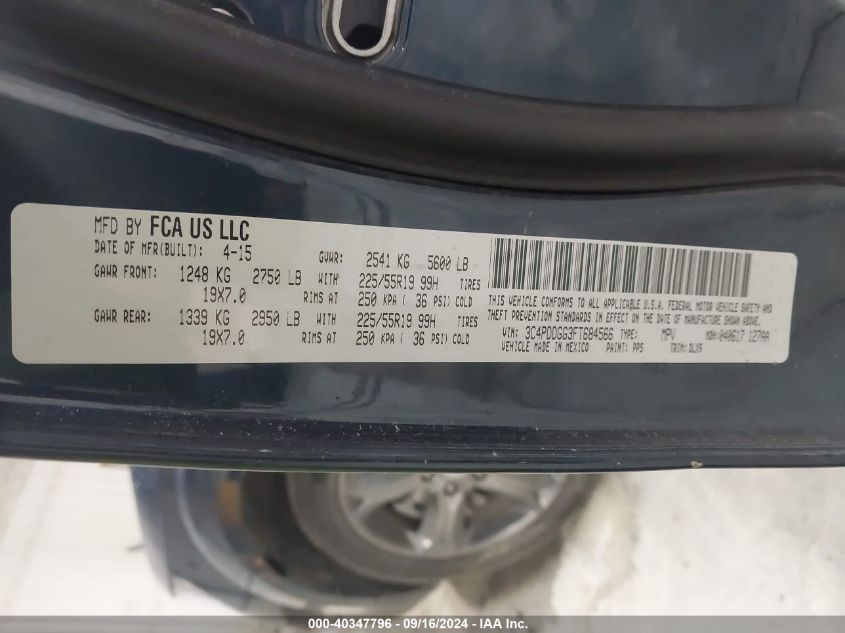 MFD BY FCA US LLC
DATE OF MFR(BUILT): 4-15 GVWR: 2541 KG 5600 LB
GAWR FRONT: 1248 KG 2750 LB WITH 225/55R19 99H TIRES
19X7.0 RIMS AT 250 KPA ( 36 PSI) COLD
GAWR REAR: 1339 KG 2950 LB WITH 225/55R19 99H TIRES
19X7.0 RIMS AT 250 KPA ( 36 PSI) COLD
THIS VEHICLE CONFORMS TO ALL APPLICABLE U.S.A. FEDERAL MOTOR VEHICLE SAFETY AND
THEFT PREVENTION STANDARDS IN EFFECT ON THE DATE OF MANUFACTURE SHOWN ABOVE.
VIN: 3C4PDDGG3FT684566 TYPE: MPV MDH: 040617 127AA
VEHICLE MADE IN MEXICO PAINT: PPS TRIM: DLX9
000-40347796 - 09/16/2024 - IAA Inc.